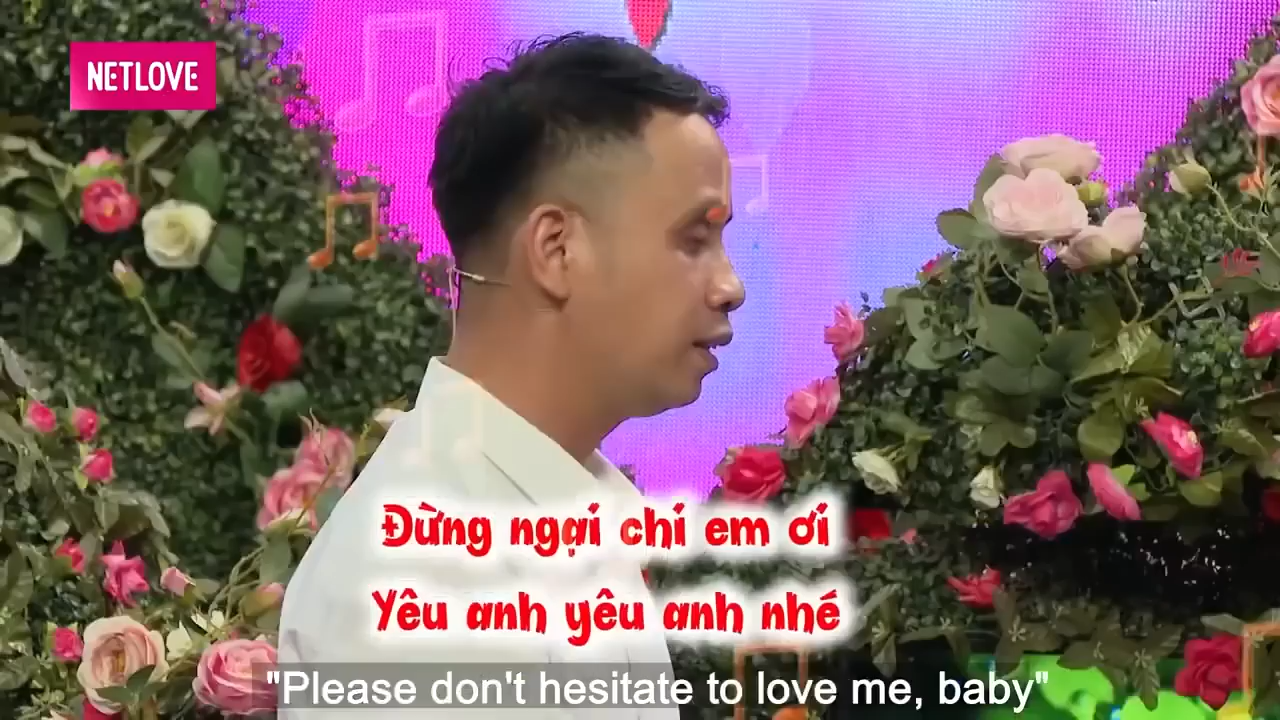 NETLOVE
Đừng ngại chi em ơi
Yêu anh yêu anh nhé
"Please don't hesitate to love me, baby"